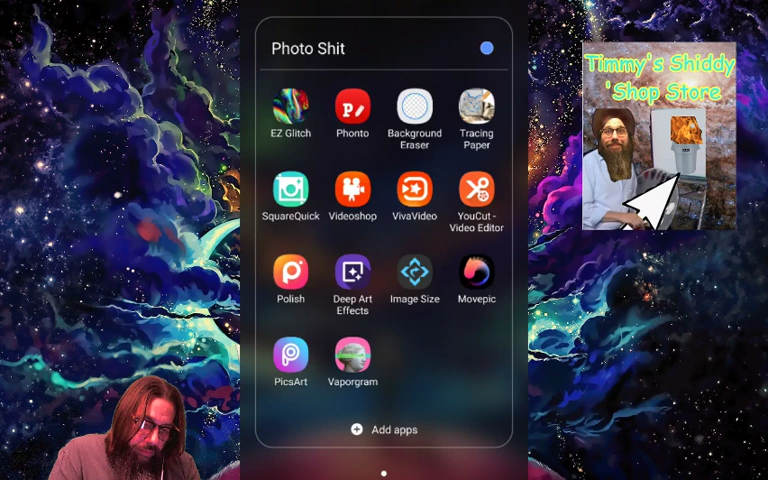 Photo Shit
Timmy's Shiddy
'Shop Store
EZ Glitch
Phonto
Background
Eraser
Tracing
Paper
SquareQuick
Videoshop
VivaVideo
YouCut -
Video Editor
Polish
Deep Art
Effects
Image Size
Movepic
PicsArt
Vaporgram
Add apps